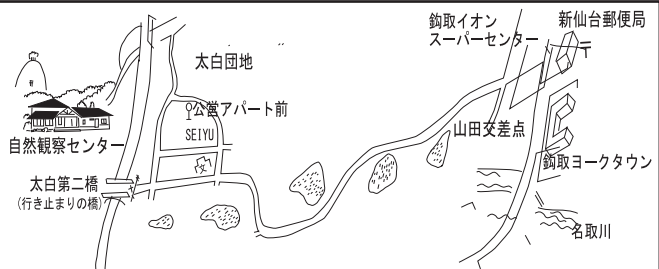 鈎取イオン
スーパーセンター
新仙台郵便局
太白団地
公営アパート前
SEIYU
自然観察センター
文
山田交差点
鈎取ヨークタウン
太白第二橋
(行き止まりの橋)
名取川